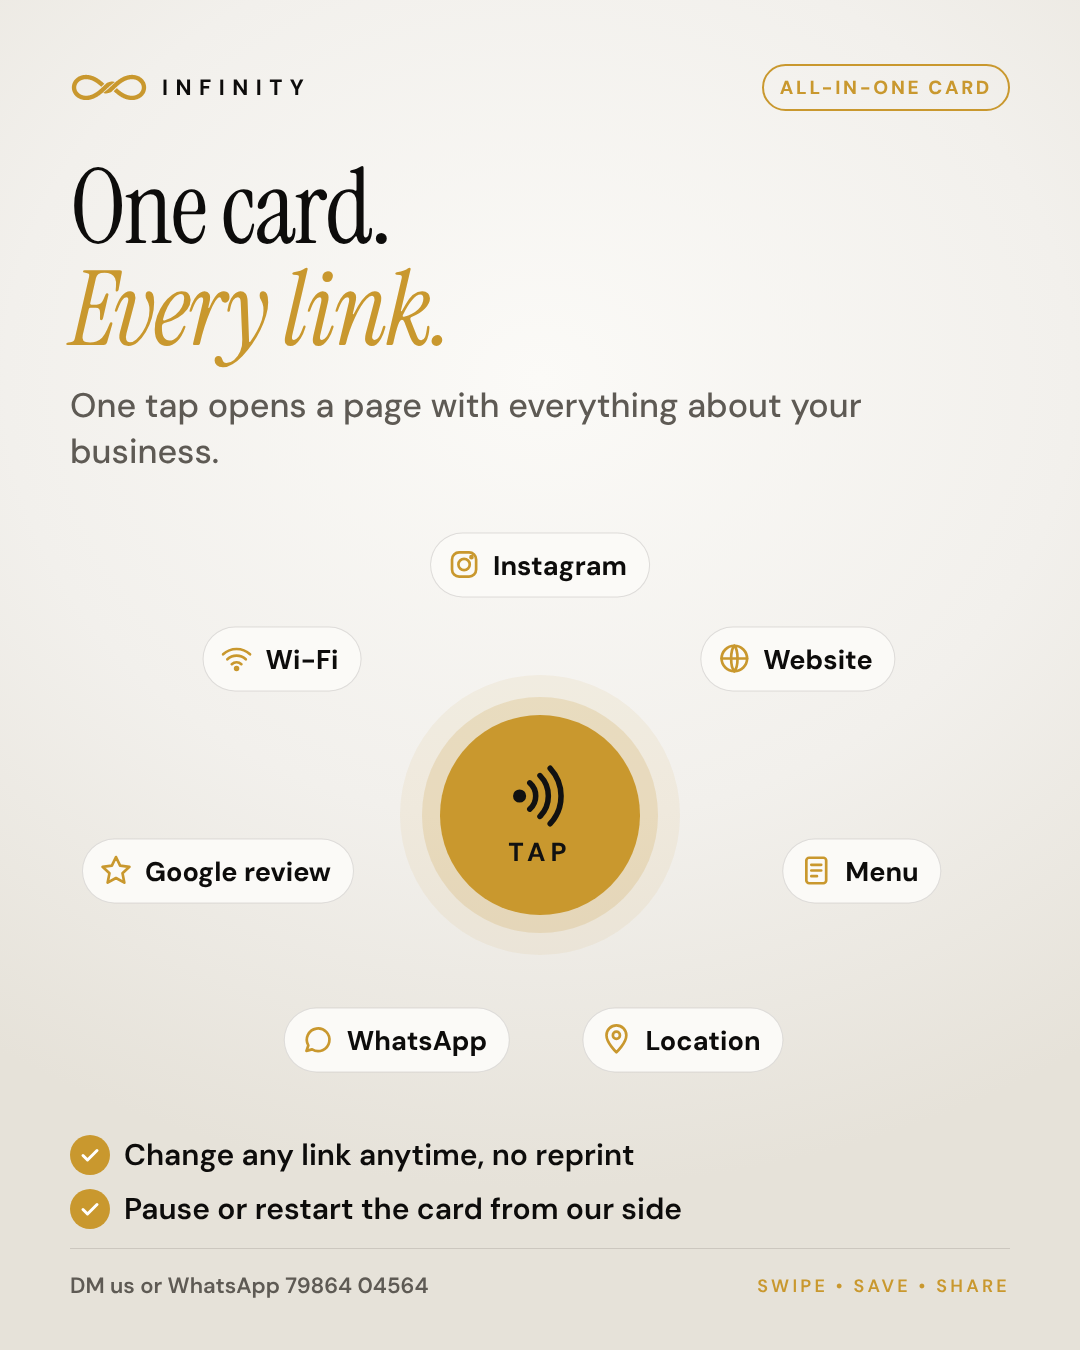 INFINITY
ALL-IN-ONE CARD
One card.
Every link.
One tap opens a page with everything about your
business.
Instagram
Wi-Fi
Website
TAP
Google review
Menu
WhatsApp
Location
Change any link anytime, no reprint
Pause or restart the card from our side
DM us or WhatsApp 79864 04564
SWIPE • SAVE • SHARE